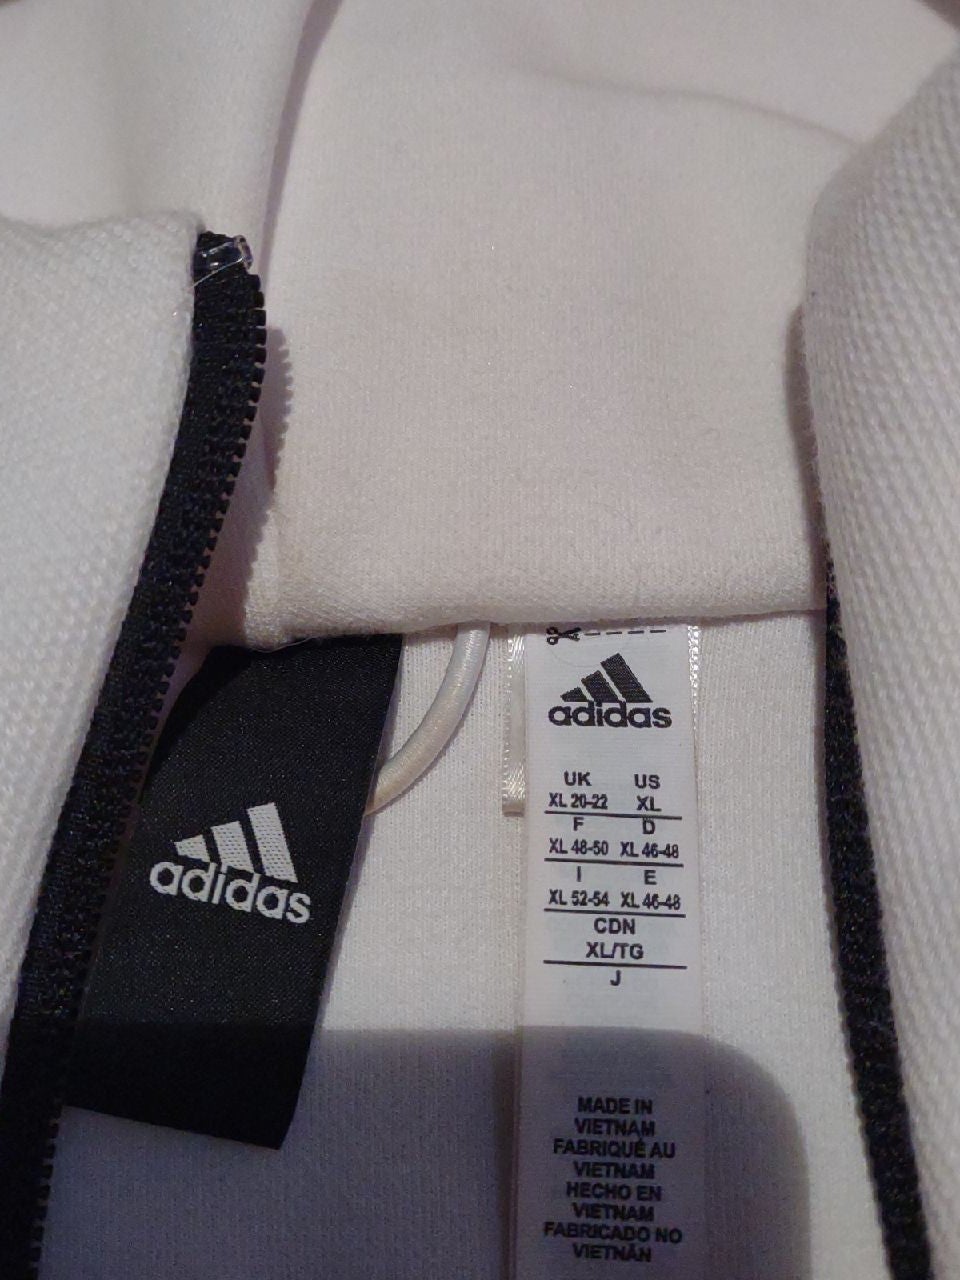 adidas
adidas
UK US
XL 20-22 XL
F D
XL 48-50 XL 46-48
I E
XL 52-54 XL 46-48
CDN
XL/TG
J
MADE IN
VIETNAM
FABRIQUÉ AU
VIETNAM
HECHO EN
VIETNAM
FABRICADO NO
VIETNÃN